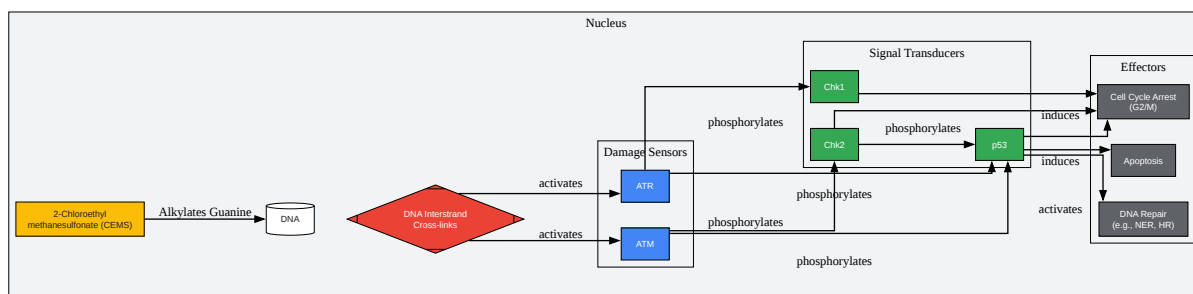 Nucleus
Signal Transducers
Effectors
Chk1
Cell Cycle Arrest
(G2/M)
phosphorylates
phosphorylates
induces
Chk2
p53
Damage Sensors
induces
Apoptosis
activates
ATR
phosphorylates
2-Chloroethyl
methanesulfonate (CEMS)
Alkylates Guanine
DNA
DNA Interstrand
Cross-links
activates
DNA Repair
(e.g., NER, HR)
phosphorylates
activates
ATM
phosphorylates